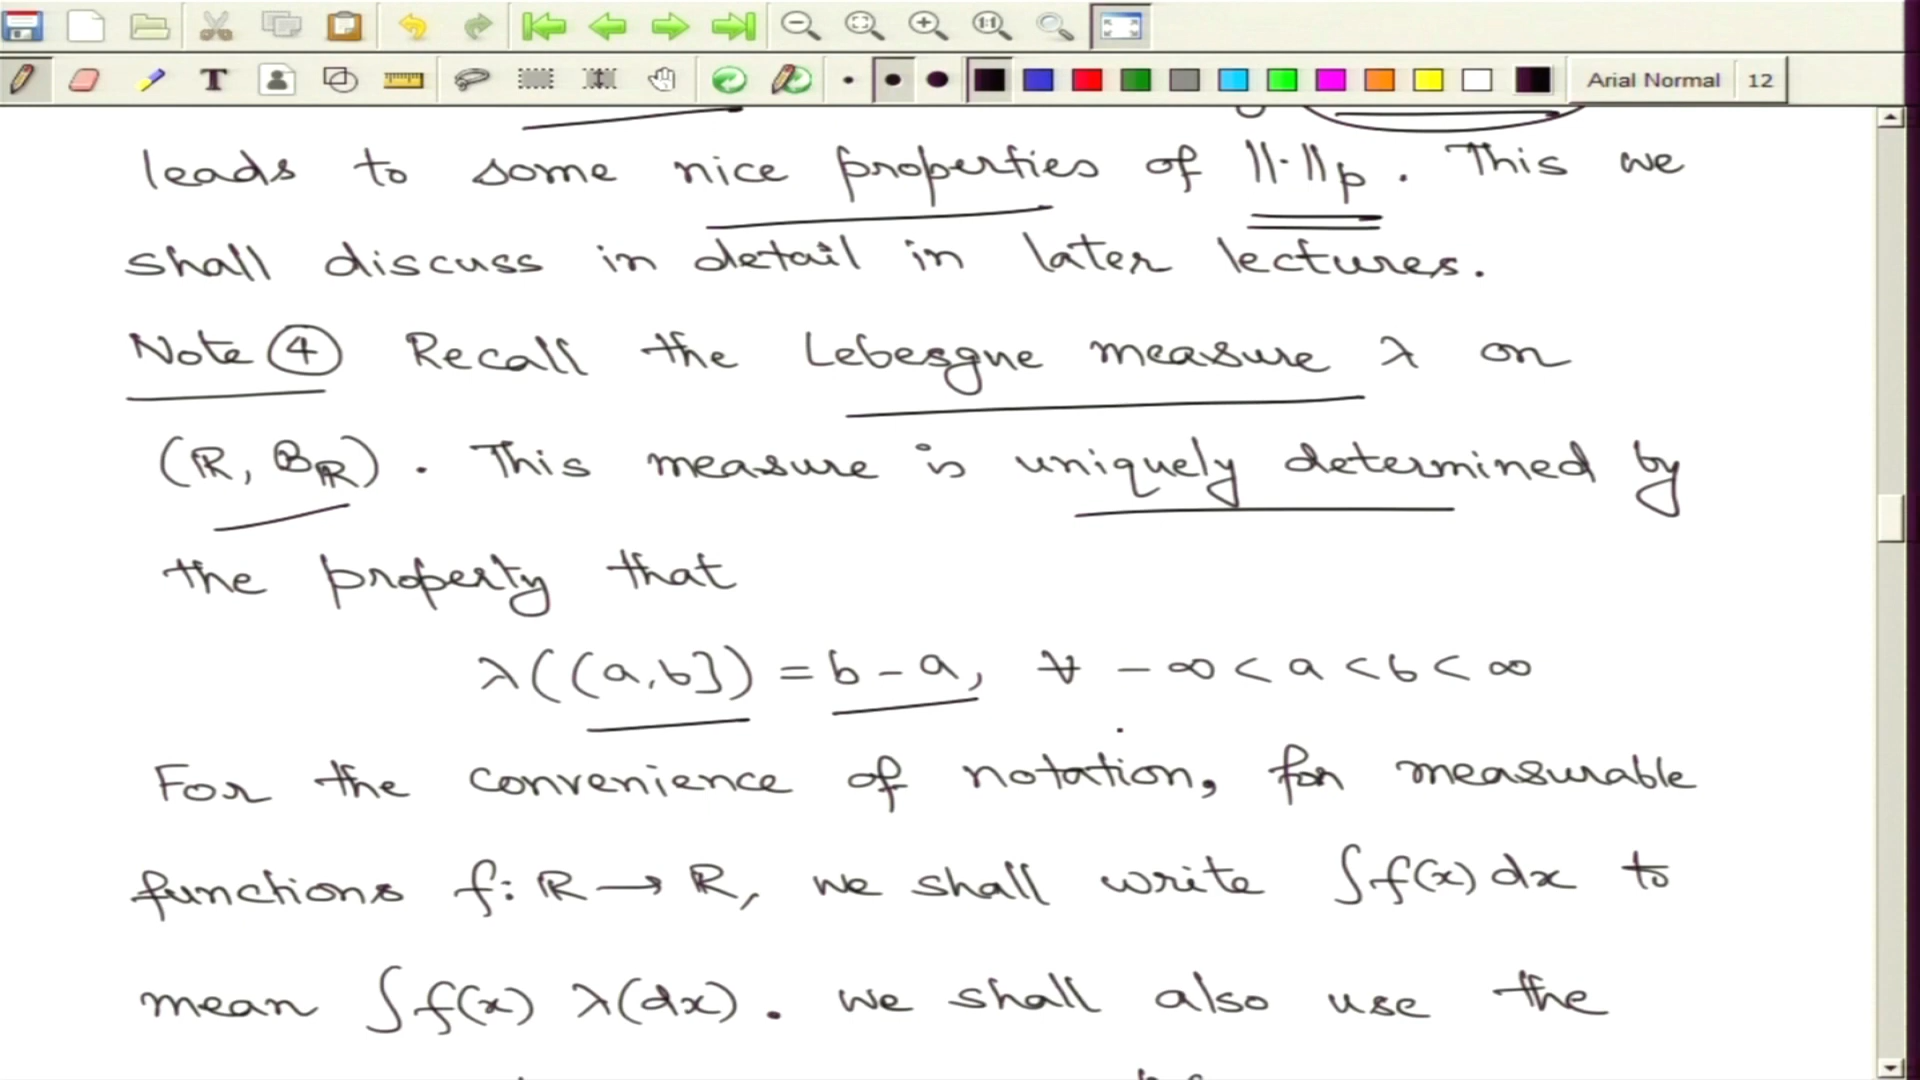 1:1
T
Arial Normal 12
leads to some nice properties of ||·||p. This we
shall discuss in detail in later lectures.
Note ④ Recall the Lebesgue measure λ on
(ℝ, 𝓑ℝ). This measure is uniquely determined by
the property that
λ((a,b]) = b - a, ∀ -∞ < a < b < ∞
For the convenience of notation, for measurable
functions f: ℝ → ℝ, we shall write ∫f(x) dx to
mean ∫f(x) λ(dx). we shall also use the